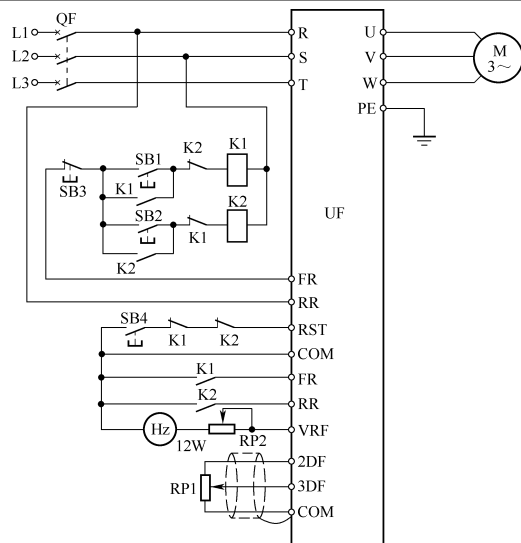 QF
L1 R U
L2 S V M
3～
L3 T W
PE
K2 K1
SB1
SB3 K1
SB2 K2
UF
K1
K2
FR
RR
SB4 RST
K1 K2
COM
K1 FR
K2 RR
Hz VRF
12W RP2
2DF
RP1 3DF
COM